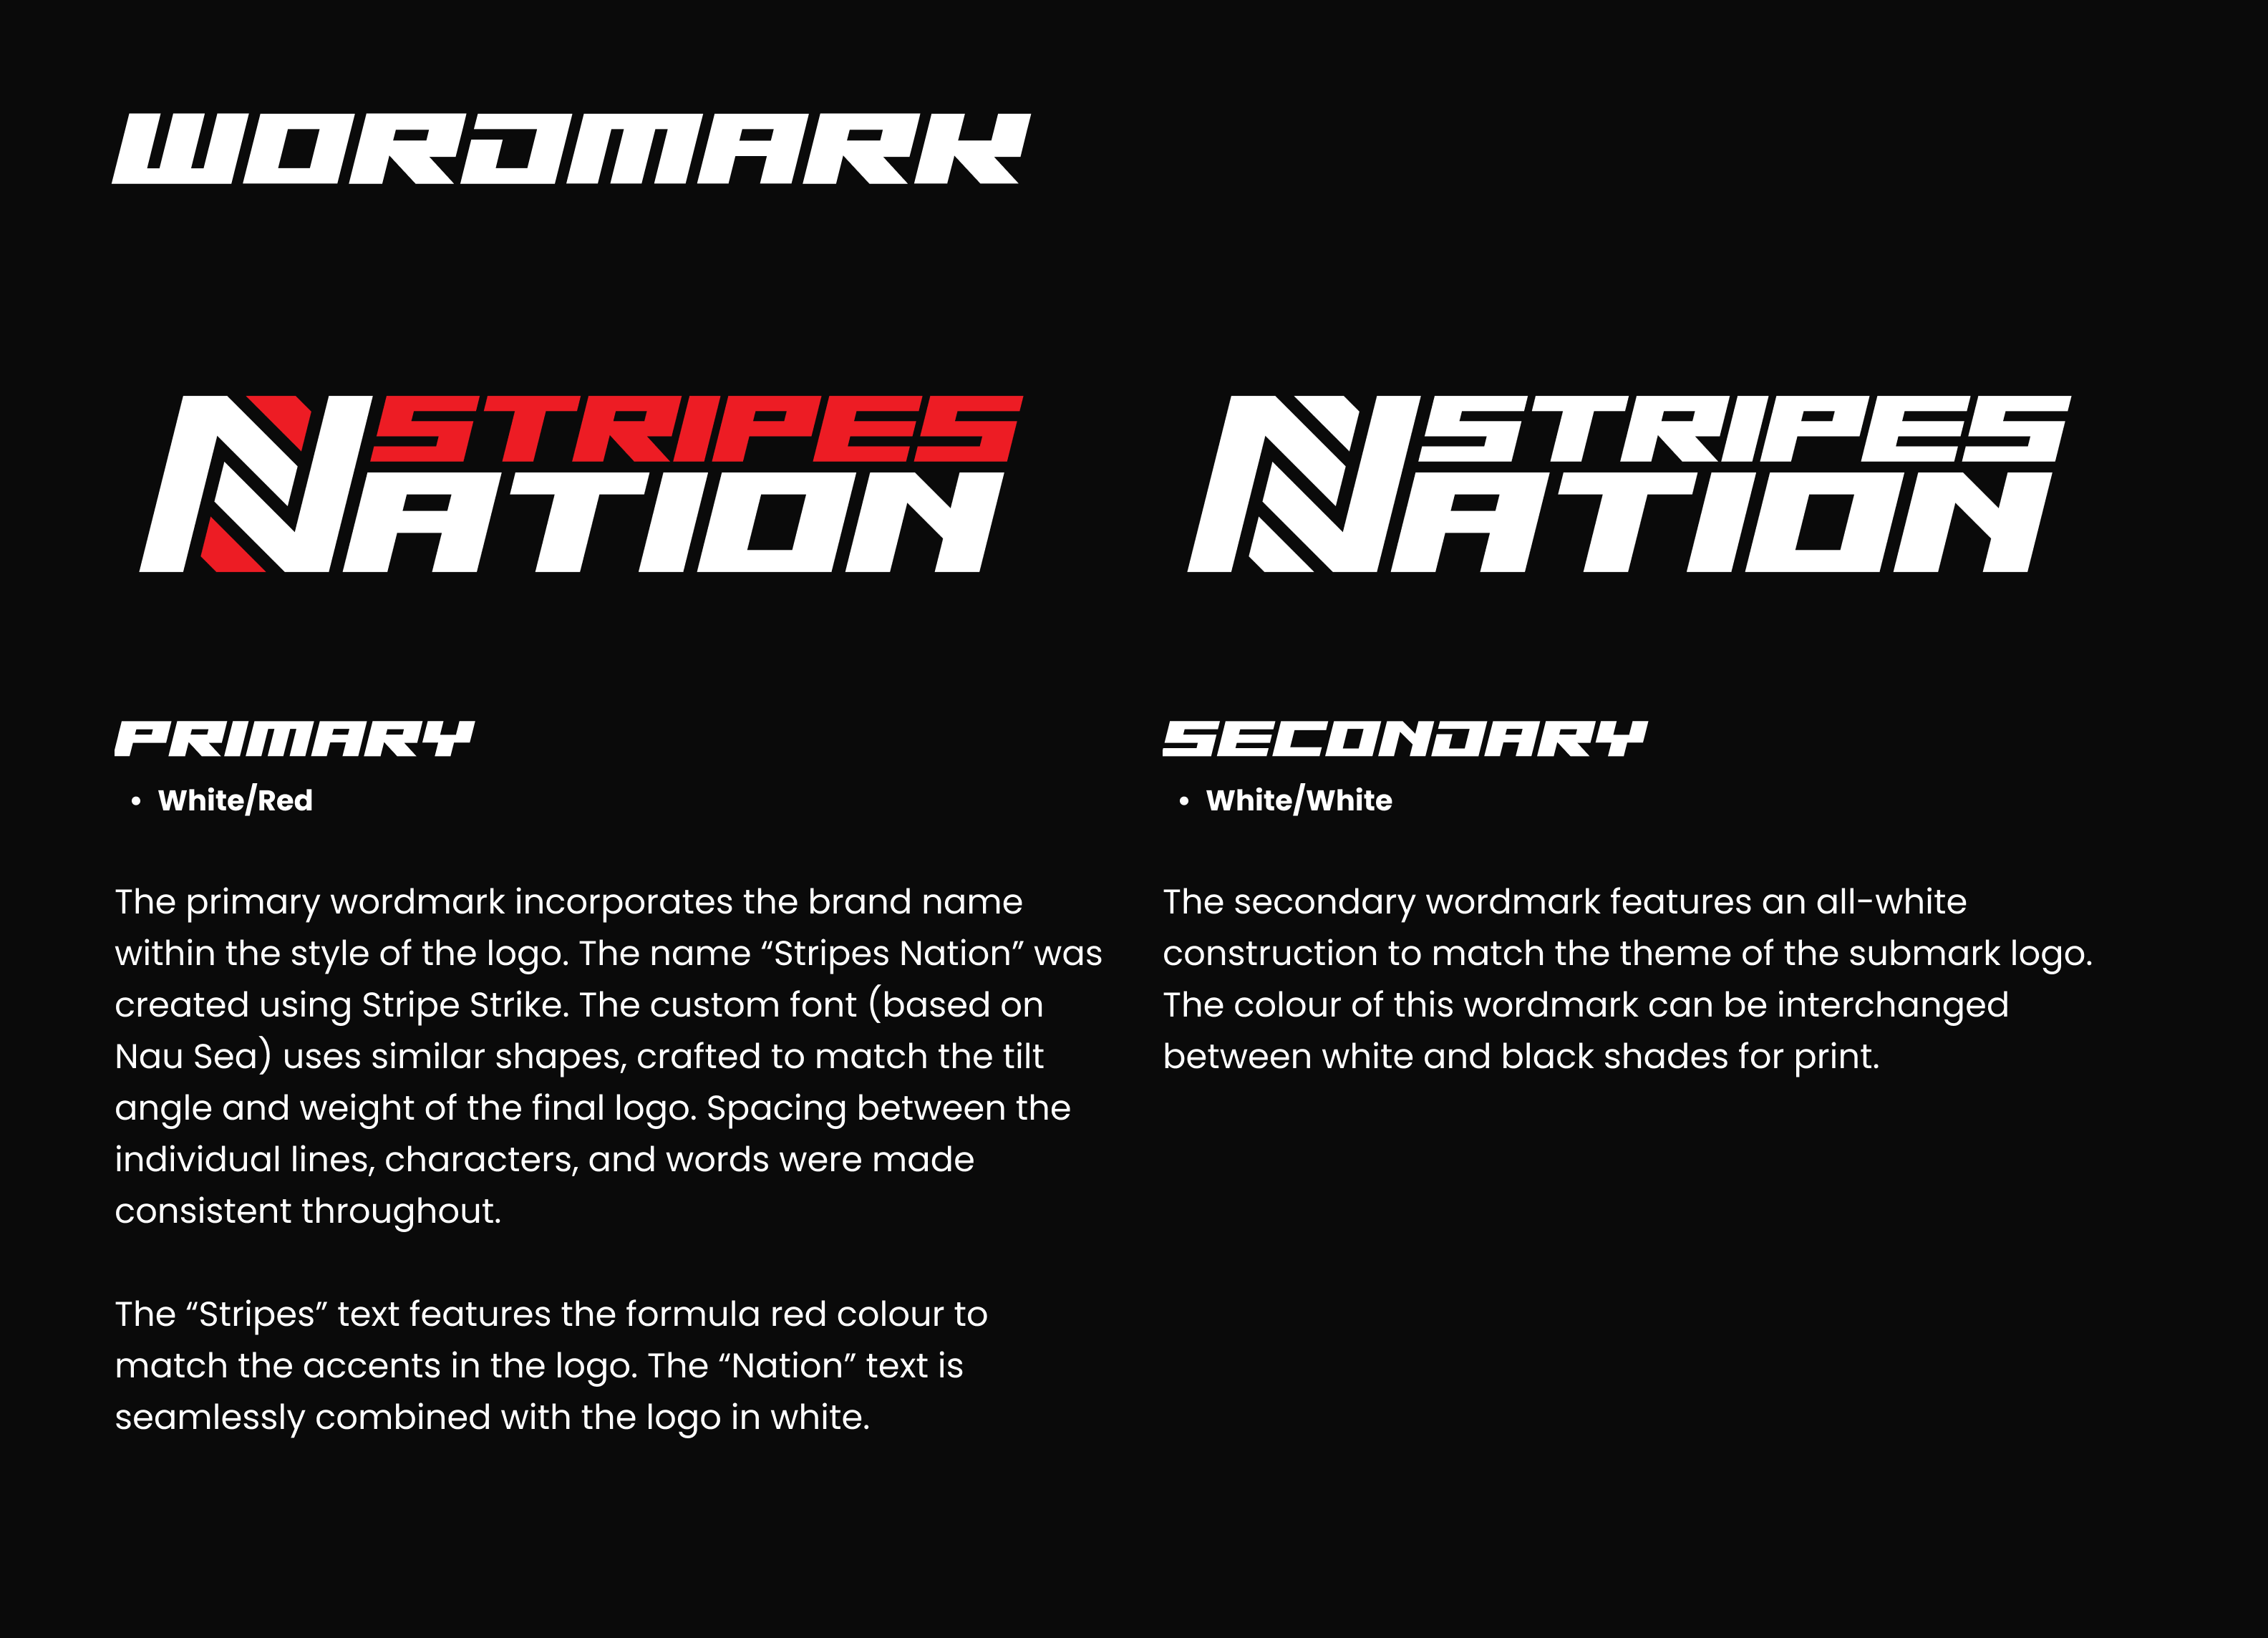 WORDMARK
STRIPES
NATION
STRIPES
NATION
PRIMARY
• White/Red
The primary wordmark incorporates the brand name
within the style of the logo. The name “Stripes Nation” was
created using Stripe Strike. The custom font (based on
Nau Sea) uses similar shapes, crafted to match the tilt
angle and weight of the final logo. Spacing between the
individual lines, characters, and words were made
consistent throughout.
The “Stripes” text features the formula red colour to
match the accents in the logo. The “Nation” text is
seamlessly combined with the logo in white.
SECONDARY
• White/White
The secondary wordmark features an all-white
construction to match the theme of the submark logo.
The colour of this wordmark can be interchanged
between white and black shades for print.